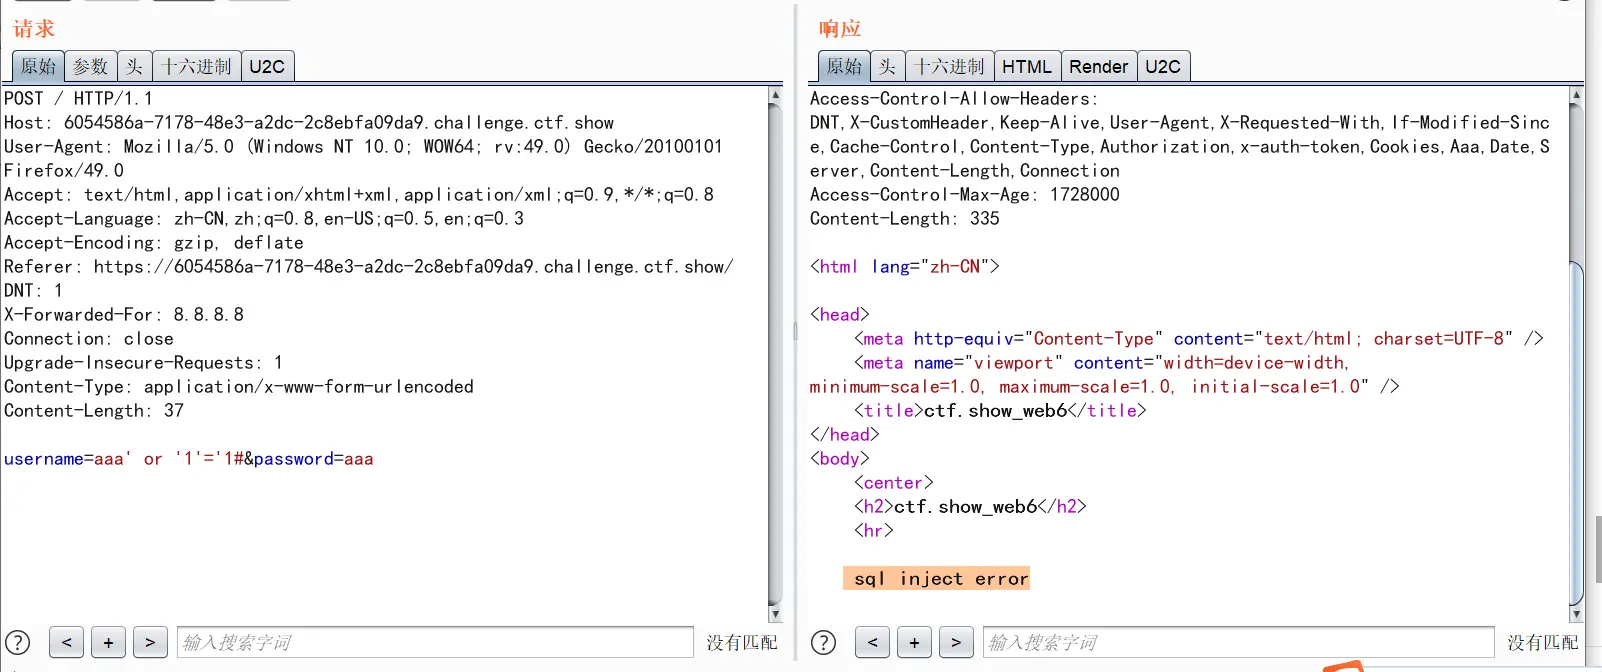 请求
原始 参数 头 十六进制 U2C
POST / HTTP/1.1
Host: 6054586a-7178-48e3-a2dc-2c8ebfa09da9.challenge.ctf.show
User-Agent: Mozilla/5.0 (Windows NT 10.0; WOW64; rv:49.0) Gecko/20100101
Firefox/49.0
Accept: text/html,application/xhtml+xml,application/xml;q=0.9,*/*;q=0.8
Accept-Language: zh-CN,zh;q=0.8,en-US;q=0.5,en;q=0.3
Accept-Encoding: gzip, deflate
Referer: https://6054586a-7178-48e3-a2dc-2c8ebfa09da9.challenge.ctf.show/
DNT: 1
X-Forwarded-For: 8.8.8.8
Connection: close
Upgrade-Insecure-Requests: 1
Content-Type: application/x-www-form-urlencoded
Content-Length: 37
username=aaa' or '1'='1#&password=aaa
? < + > 输入搜索字词 没有匹配
响应
原始 头 十六进制 HTML Render U2C
Access-Control-Allow-Headers:
DNT,X-CustomHeader,Keep-Alive,User-Agent,X-Requested-With,If-Modified-Sinc
e,Cache-Control,Content-Type,Authorization,x-auth-token,Cookies,Aaa,Date,S
erver,Content-Length,Connection
Access-Control-Max-Age: 1728000
Content-Length: 335
<html lang="zh-CN">
<head>
<meta http-equiv="Content-Type" content="text/html; charset=UTF-8" />
<meta name="viewport" content="width=device-width,
minimum-scale=1.0, maximum-scale=1.0, initial-scale=1.0" />
<title>ctf.show_web6</title>
</head>
<body>
<center>
<h2>ctf.show_web6</h2>
<hr>
sql inject error
? < + > 输入搜索字词 没有匹配